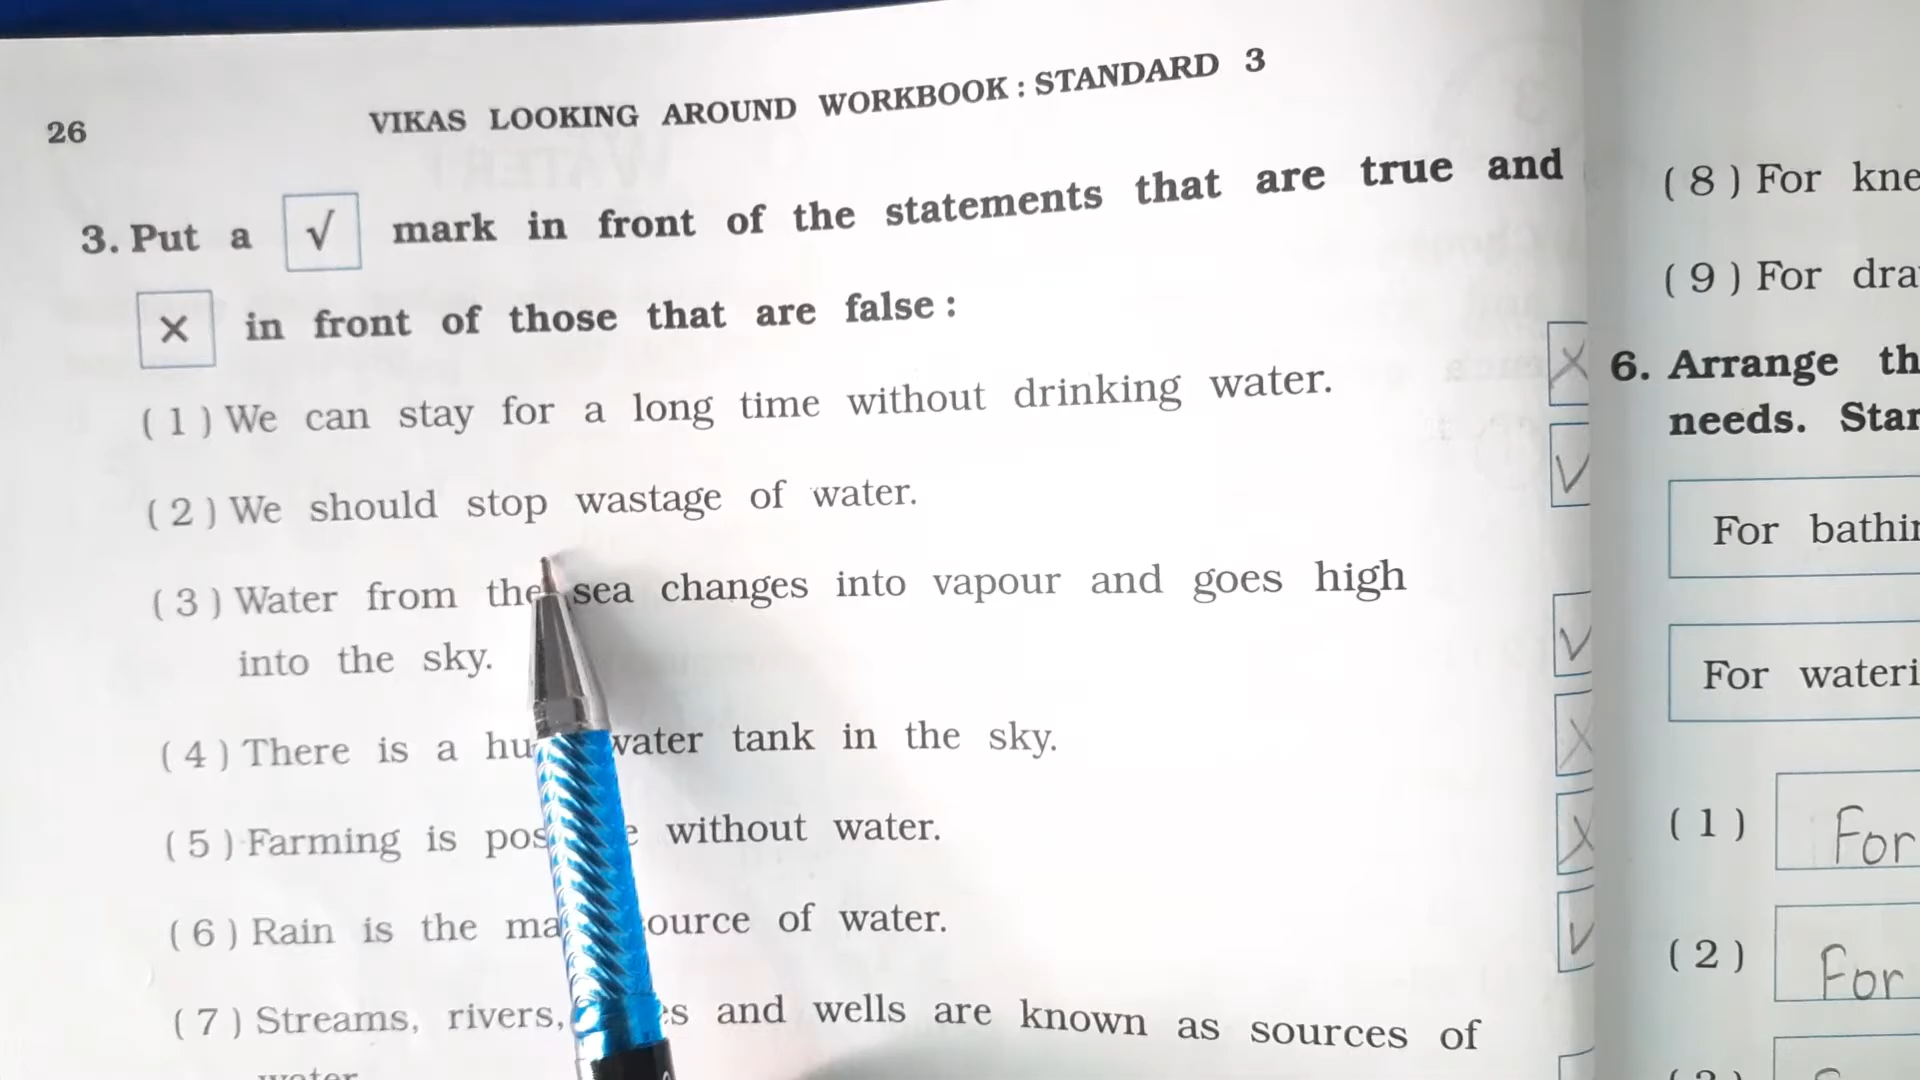 26 VIKAS LOOKING AROUND WORKBOOK : STANDARD 3
3. Put a √ mark in front of the statements that are true and
× in front of those that are false :
( 1 ) We can stay for a long time without drinking water. ×
( 2 ) We should stop wastage of water. √
( 3 ) Water from the sea changes into vapour and goes high
into the sky. √
( 4 ) There is a water tank in the sky. ×
( 5 ) Farming is without water. ×
( 6 ) Rain is the of water. √
( 7 ) Streams, rivers, and wells are known as sources of
water
( 8 ) For
( 9 ) For
6. Arrange
needs.
For
For
( 1 ) For
( 2 ) For